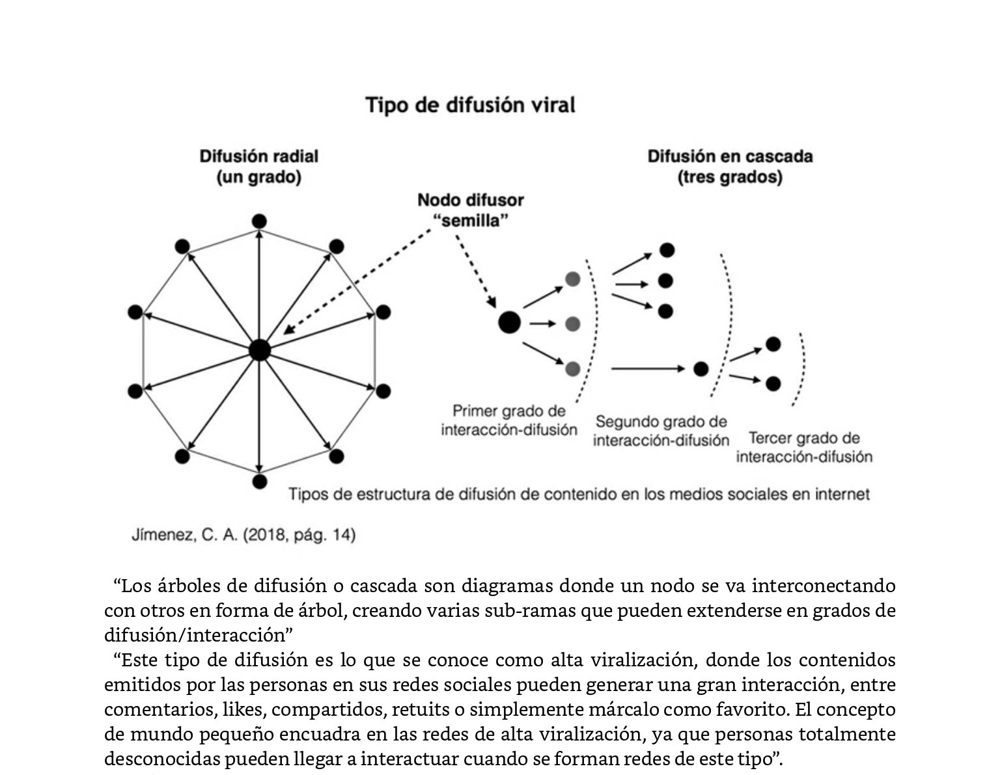 Tipo de difusión viral
Difusión radial
(un grado)
Difusión en cascada
(tres grados)
Nodo difusor
“semilla”
Primer grado de
interacción-difusión
Segundo grado de
interacción-difusión
Tercer grado de
interacción-difusión
Tipos de estructura de difusión de contenido en los medios sociales en internet
Jímenez, C. A. (2018, pág. 14)
“Los árboles de difusión o cascada son diagramas donde un nodo se va interconectando
con otros en forma de árbol, creando varias sub-ramas que pueden extenderse en grados de
difusión/interacción”
“Este tipo de difusión es lo que se conoce como alta viralización, donde los contenidos
emitidos por las personas en sus redes sociales pueden generar una gran interacción, entre
comentarios, likes, compartidos, retuits o simplemente márcalo como favorito. El concepto
de mundo pequeño encuadra en las redes de alta viralización, ya que personas totalmente
desconocidas pueden llegar a interactuar cuando se forman redes de este tipo”.